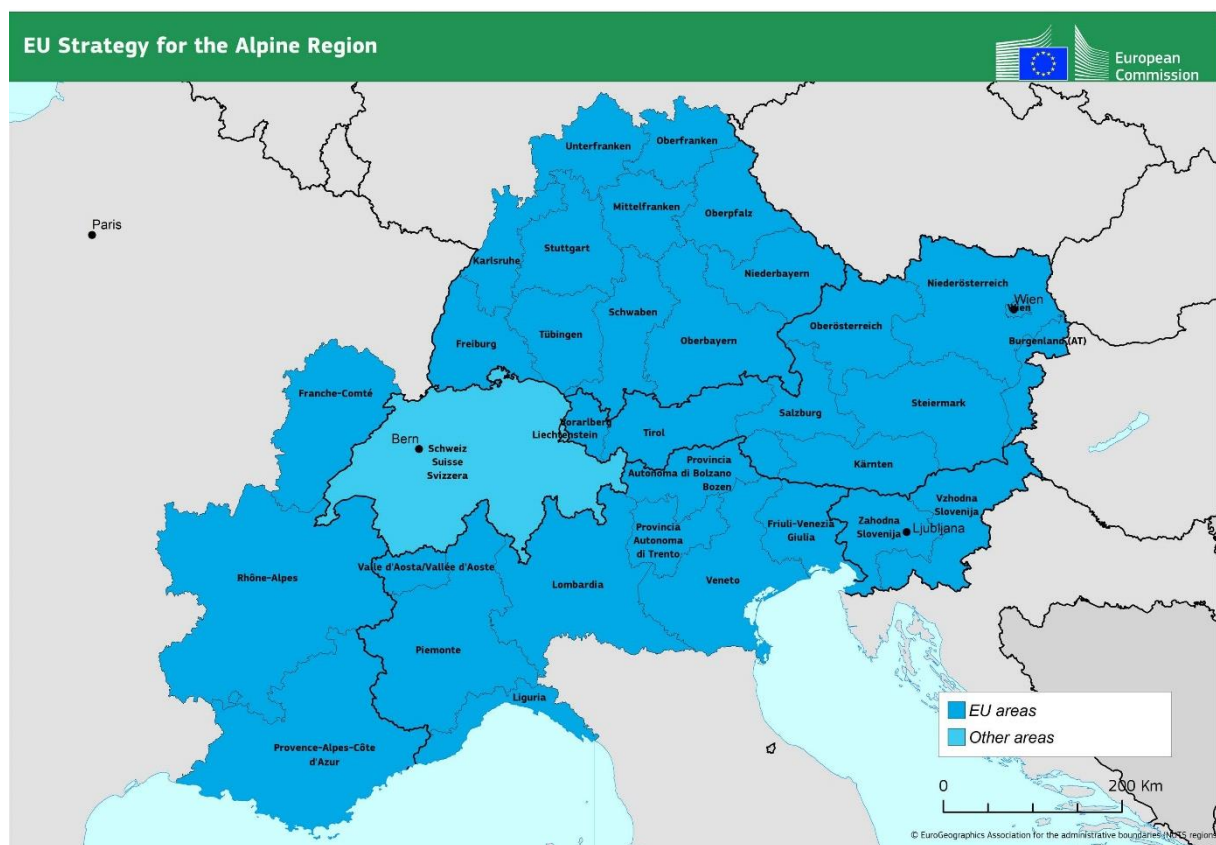 EU Strategy for the Alpine Region
European
Commission
Unterfranken
Oberfranken
Mittelfranken
Oberpfalz
Paris
Stuttgart
Karlsruhe
Niederbayern
Niederösterreich
Wien
Wien
Schwaben
Oberösterreich
Tübingen
Oberbayern
Freiburg
Burgenland (AT)
Franche-Comté
Salzburg
Steiermark
Vorarlberg
Liechtenstein
Tirol
Bern
Schweiz
Suisse
Svizzera
Provincia
Autonoma di Bolzano
Bozen
Kärnten
Vzhodna
Slovenija
Provincia
Autonoma
di Trento
Friuli-Venezia
Giulia
Zahodna
Slovenija
Ljubljana
Rhône-Alpes
Valle d'Aosta/Vallée d'Aoste
Lombardia
Veneto
Piemonte
Liguria
Provence-Alpes-Côte
d'Azur
EU areas
Other areas
0
200 Km
© EuroGeographics Association for the administrative boundaries (NUTS regions